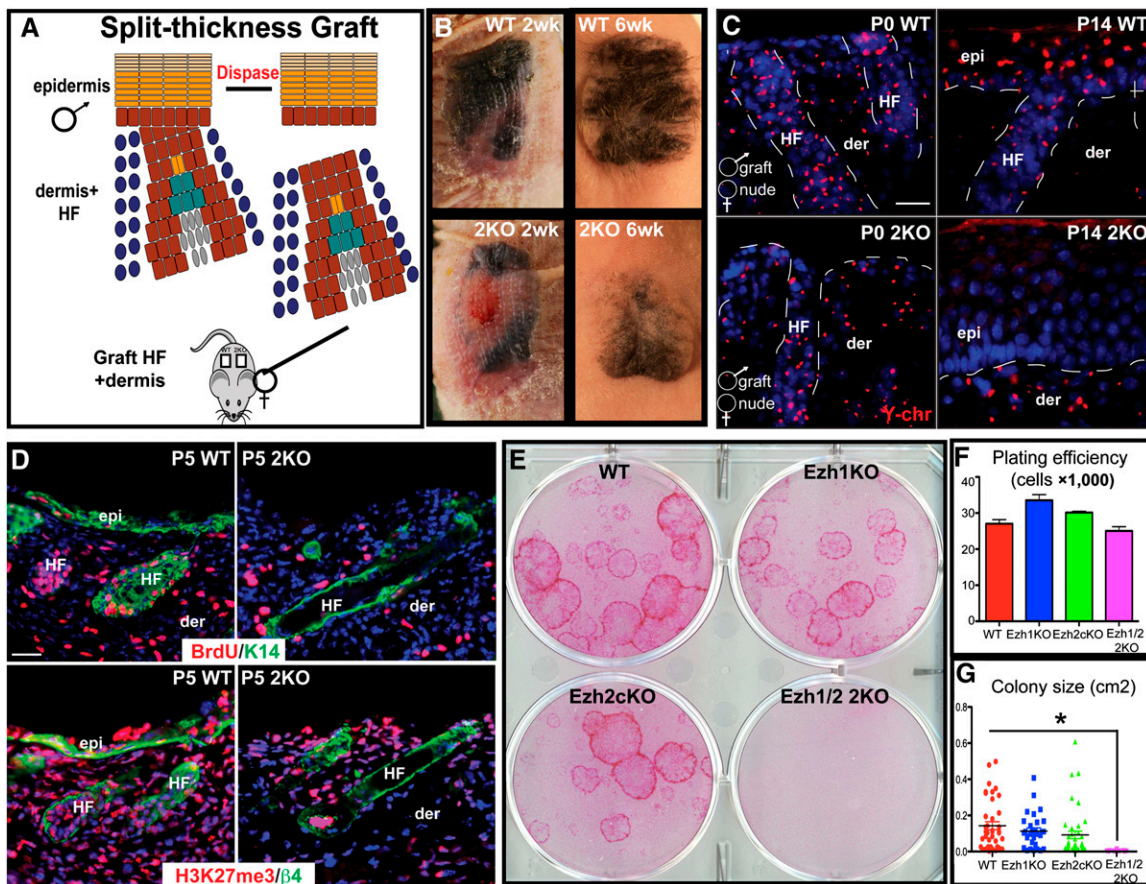 A
Split-thickness Graft
epidermis
Dispase
dermis+
HF
WT 2KO
Graft HF
+dermis
B
WT 2wk
WT 6wk
2KO 2wk
2KO 6wk
C
P0 WT
P14 WT
epi
HF
HF
der
HF
der
graft
nude
P0 2KO
P14 2KO
HF
der
epi
der
graft
nude
Y-chr
D
P5 WT
P5 2KO
epi
HF
HF
der
HF
der
BrdU/K14
P5 WT
P5 2KO
epi
HF
HF
HF
der
H3K27me3/β4
E
WT
Ezh1KO
Ezh2cKO
Ezh1/2 2KO
F
Plating efficiency
(cells ×1,000)
40
30
20
10
0
WT
Ezh1KO
Ezh2cKO
Ezh1/2
2KO
G
Colony size (cm2)
0.8
0.6
0.4
0.2
0.0
*
WT
Ezh1KO
Ezh2cKO
Ezh1/2
2KO